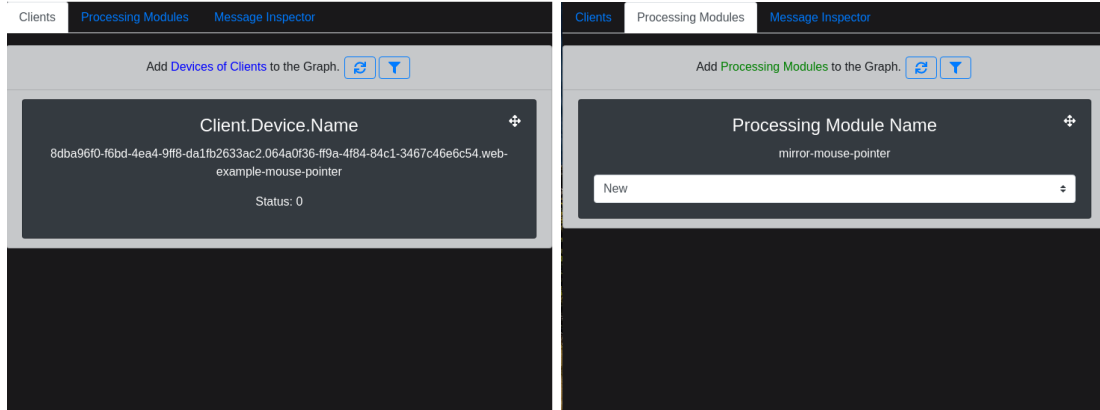 Clients Processing Modules Message Inspector
Add Devices of Clients to the Graph.
Client.Device.Name
8dba96f0-f6bd-4ea4-9ff8-da1fb2633ac2.064a0f36-ff9a-4f84-84c1-3467c46e6c54.web-
example-mouse-pointer
Status: 0
Clients Processing Modules Message Inspector
Add Processing Modules to the Graph.
Processing Module Name
mirror-mouse-pointer
New